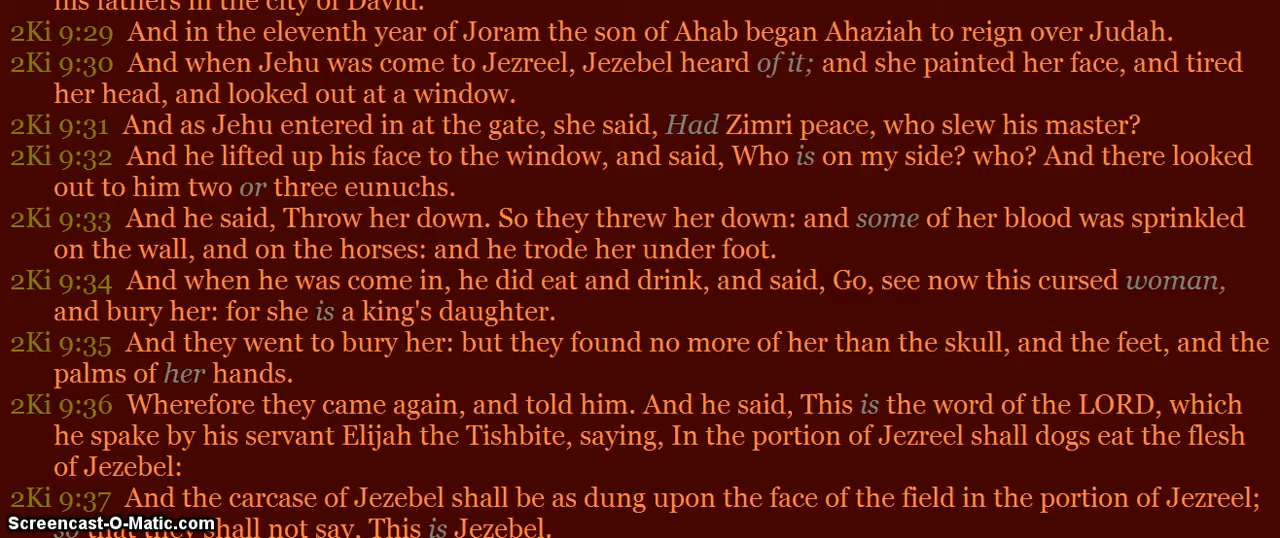 his fathers in the city of David.
2Ki 9:29 And in the eleventh year of Joram the son of Ahab began Ahaziah to reign over Judah.
2Ki 9:30 And when Jehu was come to Jezreel, Jezebel heard of it; and she painted her face, and tired
her head, and looked out at a window.
2Ki 9:31 And as Jehu entered in at the gate, she said, Had Zimri peace, who slew his master?
2Ki 9:32 And he lifted up his face to the window, and said, Who is on my side? who? And there looked
out to him two or three eunuchs.
2Ki 9:33 And he said, Throw her down. So they threw her down: and some of her blood was sprinkled
on the wall, and on the horses: and he trode her under foot.
2Ki 9:34 And when he was come in, he did eat and drink, and said, Go, see now this cursed woman,
and bury her: for she is a king's daughter.
2Ki 9:35 And they went to bury her: but they found no more of her than the skull, and the feet, and the
palms of her hands.
2Ki 9:36 Wherefore they came again, and told him. And he said, This is the word of the LORD, which
he spake by his servant Elijah the Tishbite, saying, In the portion of Jezreel shall dogs eat the flesh
of Jezebel:
2Ki 9:37 And the carcase of Jezebel shall be as dung upon the face of the field in the portion of Jezreel;
so that they shall not say, This is Jezebel.
Screencast-O-Matic.com